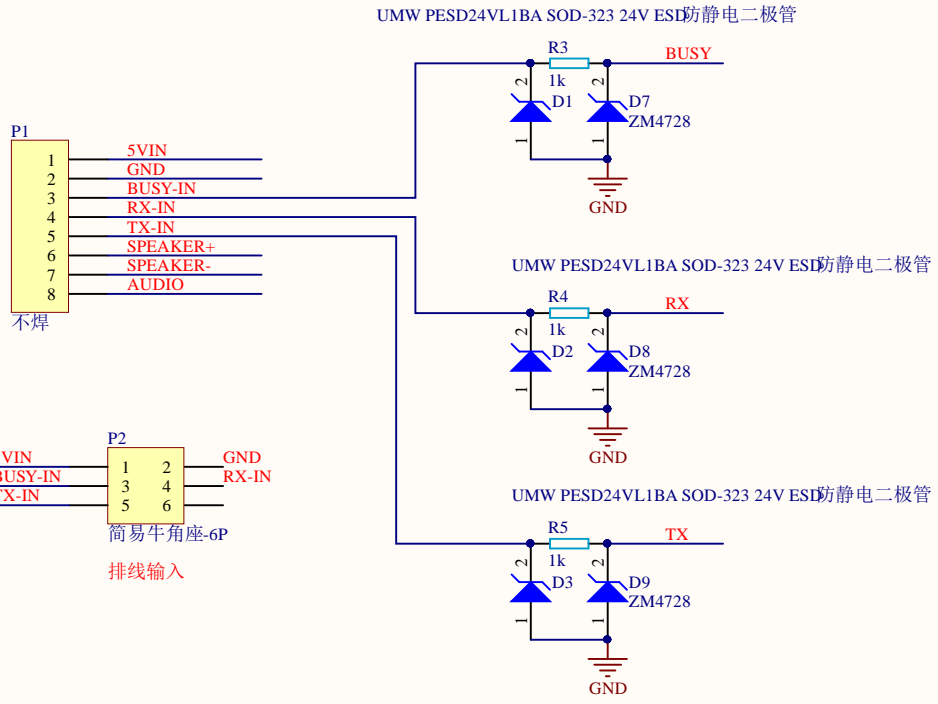 UMW PESD24VL1BA SOD-323 24V ESD防静电二极管
R3
BUSY
1k
2
2
D1
D7
ZM4728
1
1
GND
P1
1
5VIN
2
GND
3
BUSY-IN
4
RX-IN
5
TX-IN
6
SPEAKER+
7
SPEAKER-
8
AUDIO
不焊
UMW PESD24VL1BA SOD-323 24V ESD防静电二极管
R4
RX
1k
2
2
D2
D8
ZM4728
1
1
GND
P2
VIN
1
2
GND
BUSY-IN
3
4
RX-IN
TX-IN
5
6
简易牛角座-6P
排线输入
UMW PESD24VL1BA SOD-323 24V ESD防静电二极管
R5
TX
1k
2
2
D3
D9
ZM4728
1
1
GND